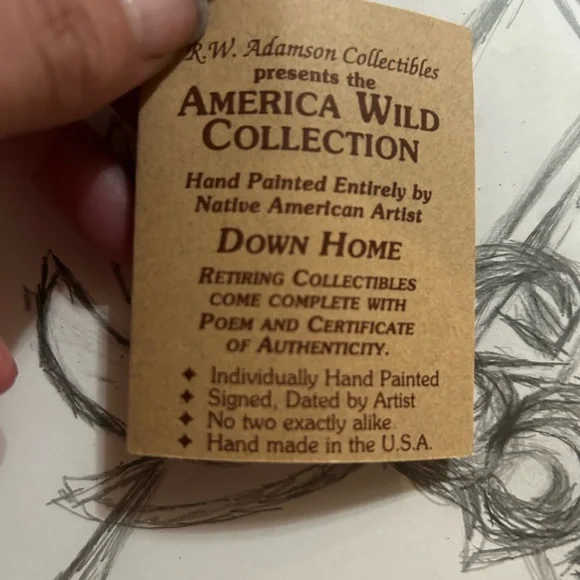 R.W. Adamson Collectibles
presents the
AMERICA WILD
COLLECTION
Hand Painted Entirely by
Native American Artist
DOWN HOME
RETIRING COLLECTIBLES
COME COMPLETE WITH
POEM AND CERTIFICATE
OF AUTHENTICITY.
✦ Individually Hand Painted
✦ Signed, Dated by Artist
✦ No two exactly alike
✦ Hand made in the U.S.A.